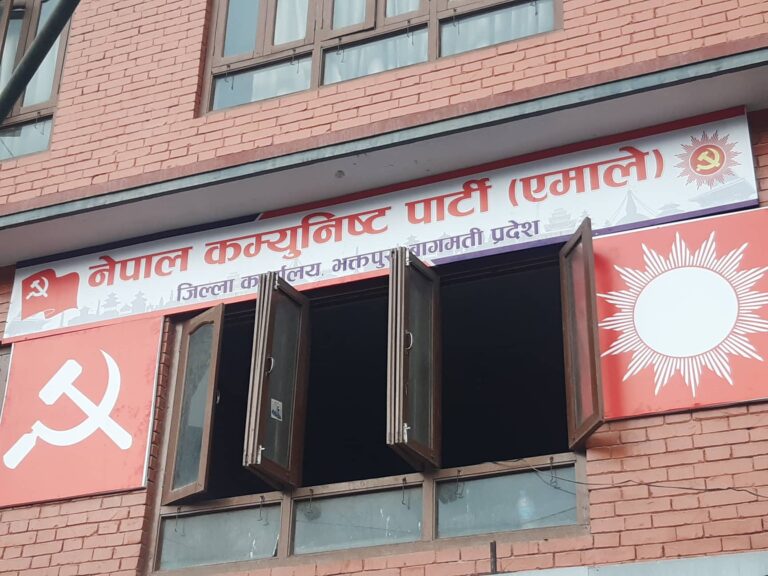 नेपाल कम्युनिष्ट पार्टी (एमाले)
जिल्ला कार्यालय, भक्तपुर, बागमती प्रदेश